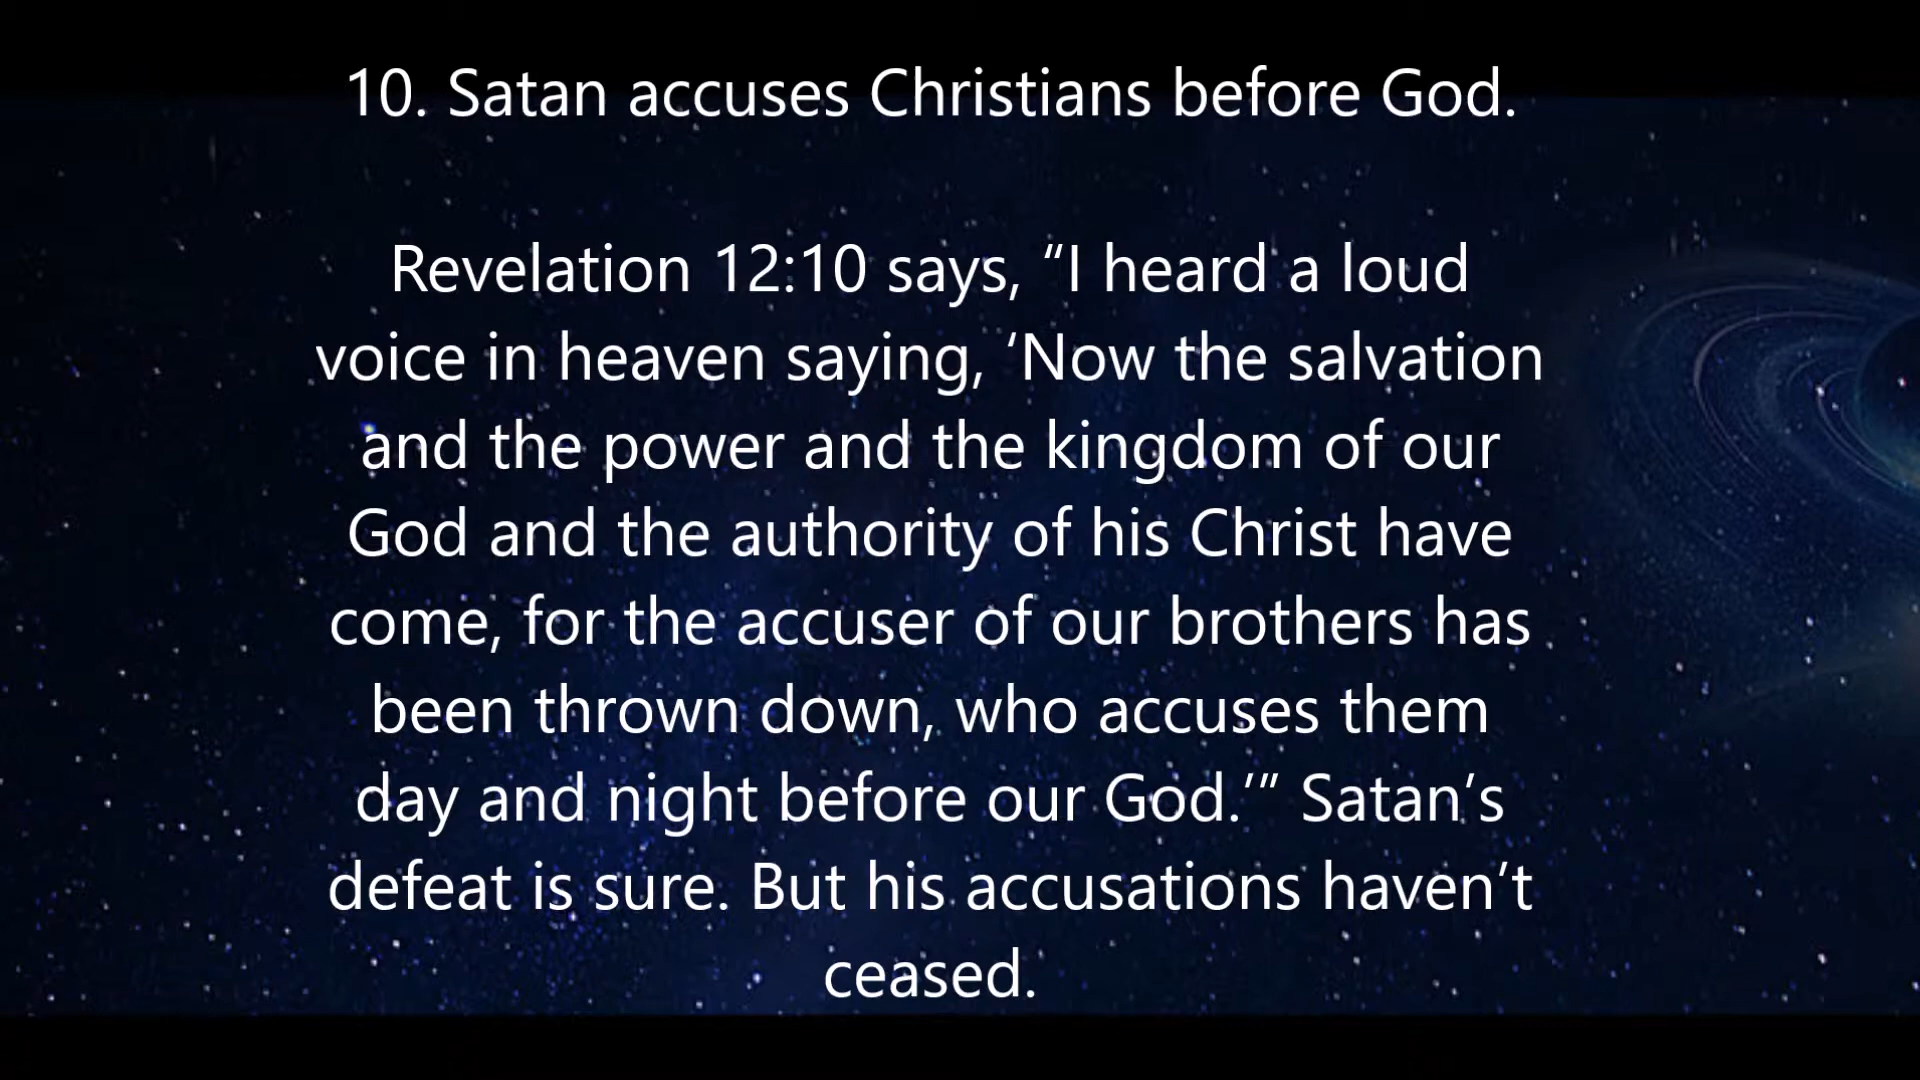 10. Satan accuses Christians before God.
Revelation 12:10 says, “I heard a loud
voice in heaven saying, ‘Now the salvation
and the power and the kingdom of our
God and the authority of his Christ have
come, for the accuser of our brothers has
been thrown down, who accuses them
day and night before our God.’” Satan’s
defeat is sure. But his accusations haven’t
ceased.